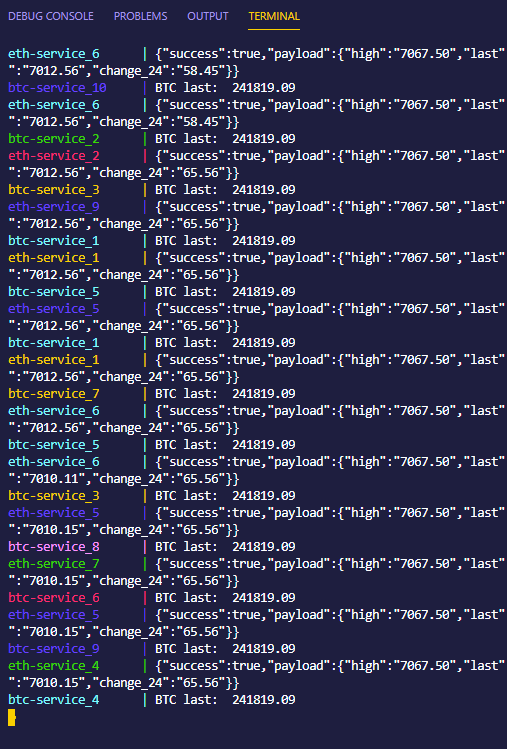 DEBUG CONSOLE PROBLEMS OUTPUT TERMINAL
eth-service_6 | {"success":true,"payload":{"high":"7067.50","last
":"7012.56","change_24":"58.45"}}
btc-service_10 | BTC last: 241819.09
eth-service_6 | {"success":true,"payload":{"high":"7067.50","last
":"7012.56","change_24":"58.45"}}
btc-service_2 | BTC last: 241819.09
eth-service_2 | {"success":true,"payload":{"high":"7067.50","last
":"7012.56","change_24":"65.56"}}
btc-service_3 | BTC last: 241819.09
eth-service_9 | {"success":true,"payload":{"high":"7067.50","last
":"7012.56","change_24":"65.56"}}
btc-service_1 | BTC last: 241819.09
eth-service_1 | {"success":true,"payload":{"high":"7067.50","last
":"7012.56","change_24":"65.56"}}
btc-service_5 | BTC last: 241819.09
eth-service_5 | {"success":true,"payload":{"high":"7067.50","last
":"7012.56","change_24":"65.56"}}
btc-service_1 | BTC last: 241819.09
eth-service_1 | {"success":true,"payload":{"high":"7067.50","last
":"7012.56","change_24":"65.56"}}
btc-service_7 | BTC last: 241819.09
eth-service_6 | {"success":true,"payload":{"high":"7067.50","last
":"7012.56","change_24":"65.56"}}
btc-service_5 | BTC last: 241819.09
eth-service_6 | {"success":true,"payload":{"high":"7067.50","last
":"7010.11","change_24":"65.56"}}
btc-service_3 | BTC last: 241819.09
eth-service_5 | {"success":true,"payload":{"high":"7067.50","last
":"7010.15","change_24":"65.56"}}
btc-service_8 | BTC last: 241819.09
eth-service_7 | {"success":true,"payload":{"high":"7067.50","last
":"7010.15","change_24":"65.56"}}
btc-service_6 | BTC last: 241819.09
eth-service_5 | {"success":true,"payload":{"high":"7067.50","last
":"7010.15","change_24":"65.56"}}
btc-service_9 | BTC last: 241819.09
eth-service_4 | {"success":true,"payload":{"high":"7067.50","last
":"7010.15","change_24":"65.56"}}
btc-service_4 | BTC last: 241819.09